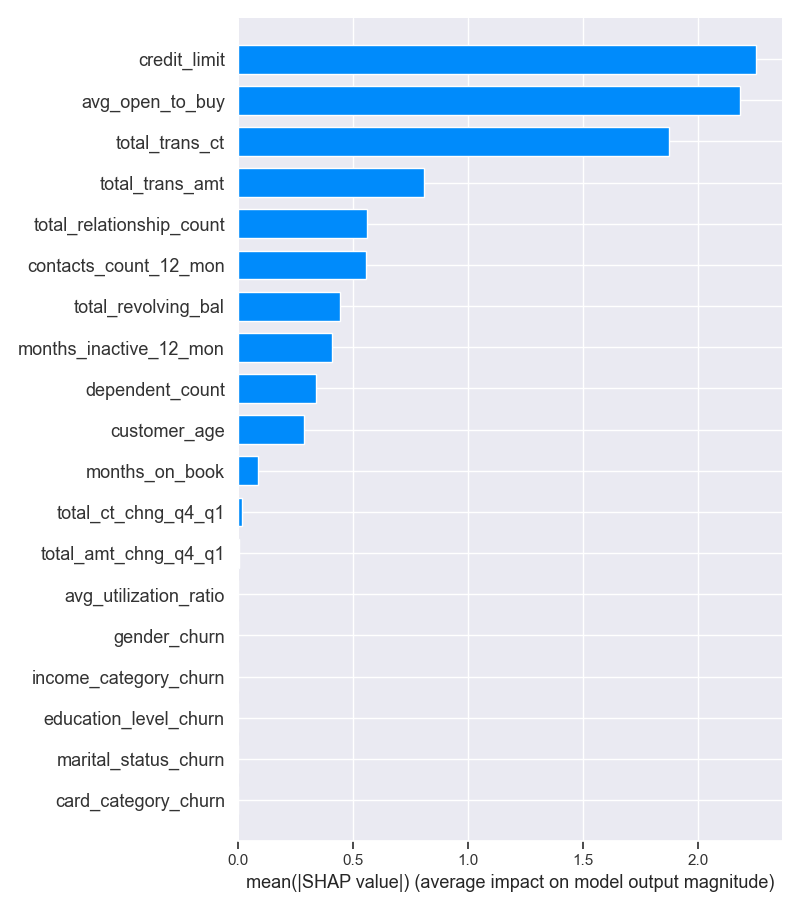 credit_limit
avg_open_to_buy
total_trans_ct
total_trans_amt
total_relationship_count
contacts_count_12_mon
total_revolving_bal
months_inactive_12_mon
dependent_count
customer_age
months_on_book
total_ct_chng_q4_q1
total_amt_chng_q4_q1
avg_utilization_ratio
gender_churn
income_category_churn
education_level_churn
marital_status_churn
card_category_churn
0.0 0.5 1.0 1.5 2.0
mean(|SHAP value|) (average impact on model output magnitude)